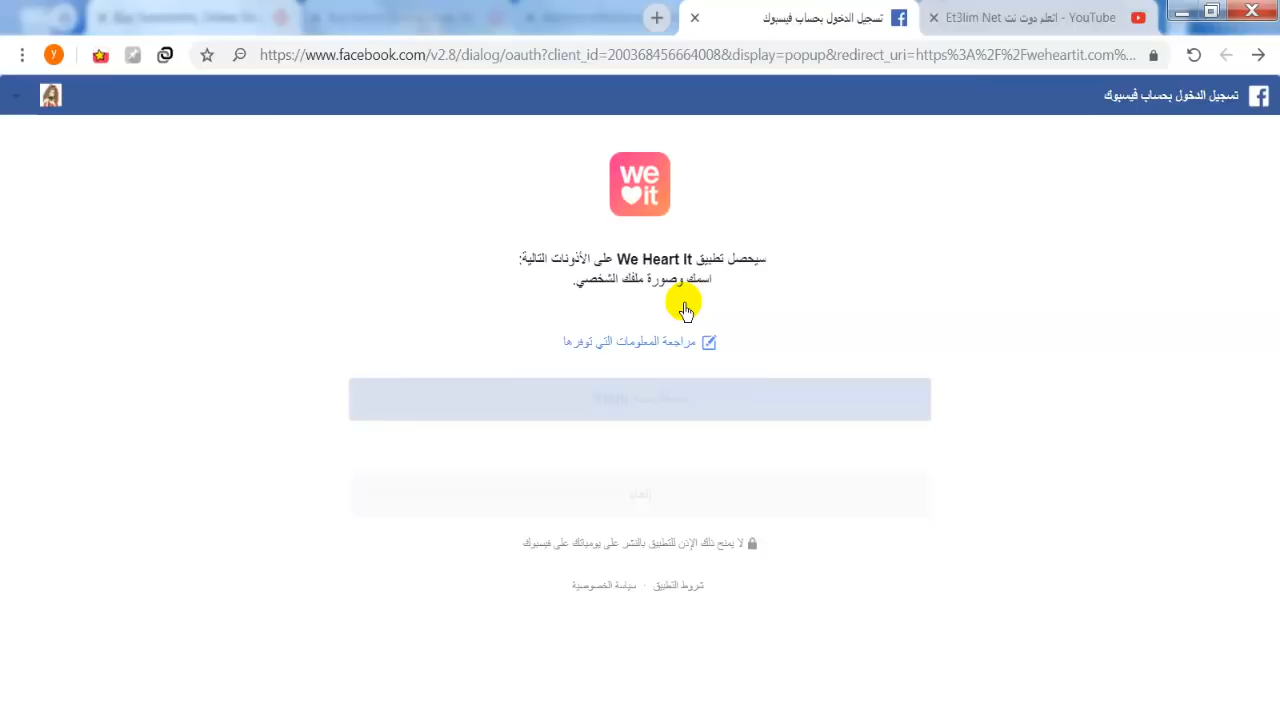 تسجيل الدخول بحساب فيسبوك
Et3lim Net اتعلم دوت نت - YouTube
https://www.facebook.com/v2.8/dialog/oauth?client_id=200368456664008&display=popup&redirect_uri=https%3A%2F%2Fweheartit.com%...
تسجيل الدخول بحساب فيسبوك
we
it
سيحصل تطبيق We Heart It على الأذونات التالية:
اسمك وصورة ملفك الشخصي.
مراجعة المعلومات التي توفرها
إلغاء
لا يمنح ذلك الإذن للتطبيق بالنشر على يومياتك على فيسبوك
شروط التطبيق · سياسة الخصوصية